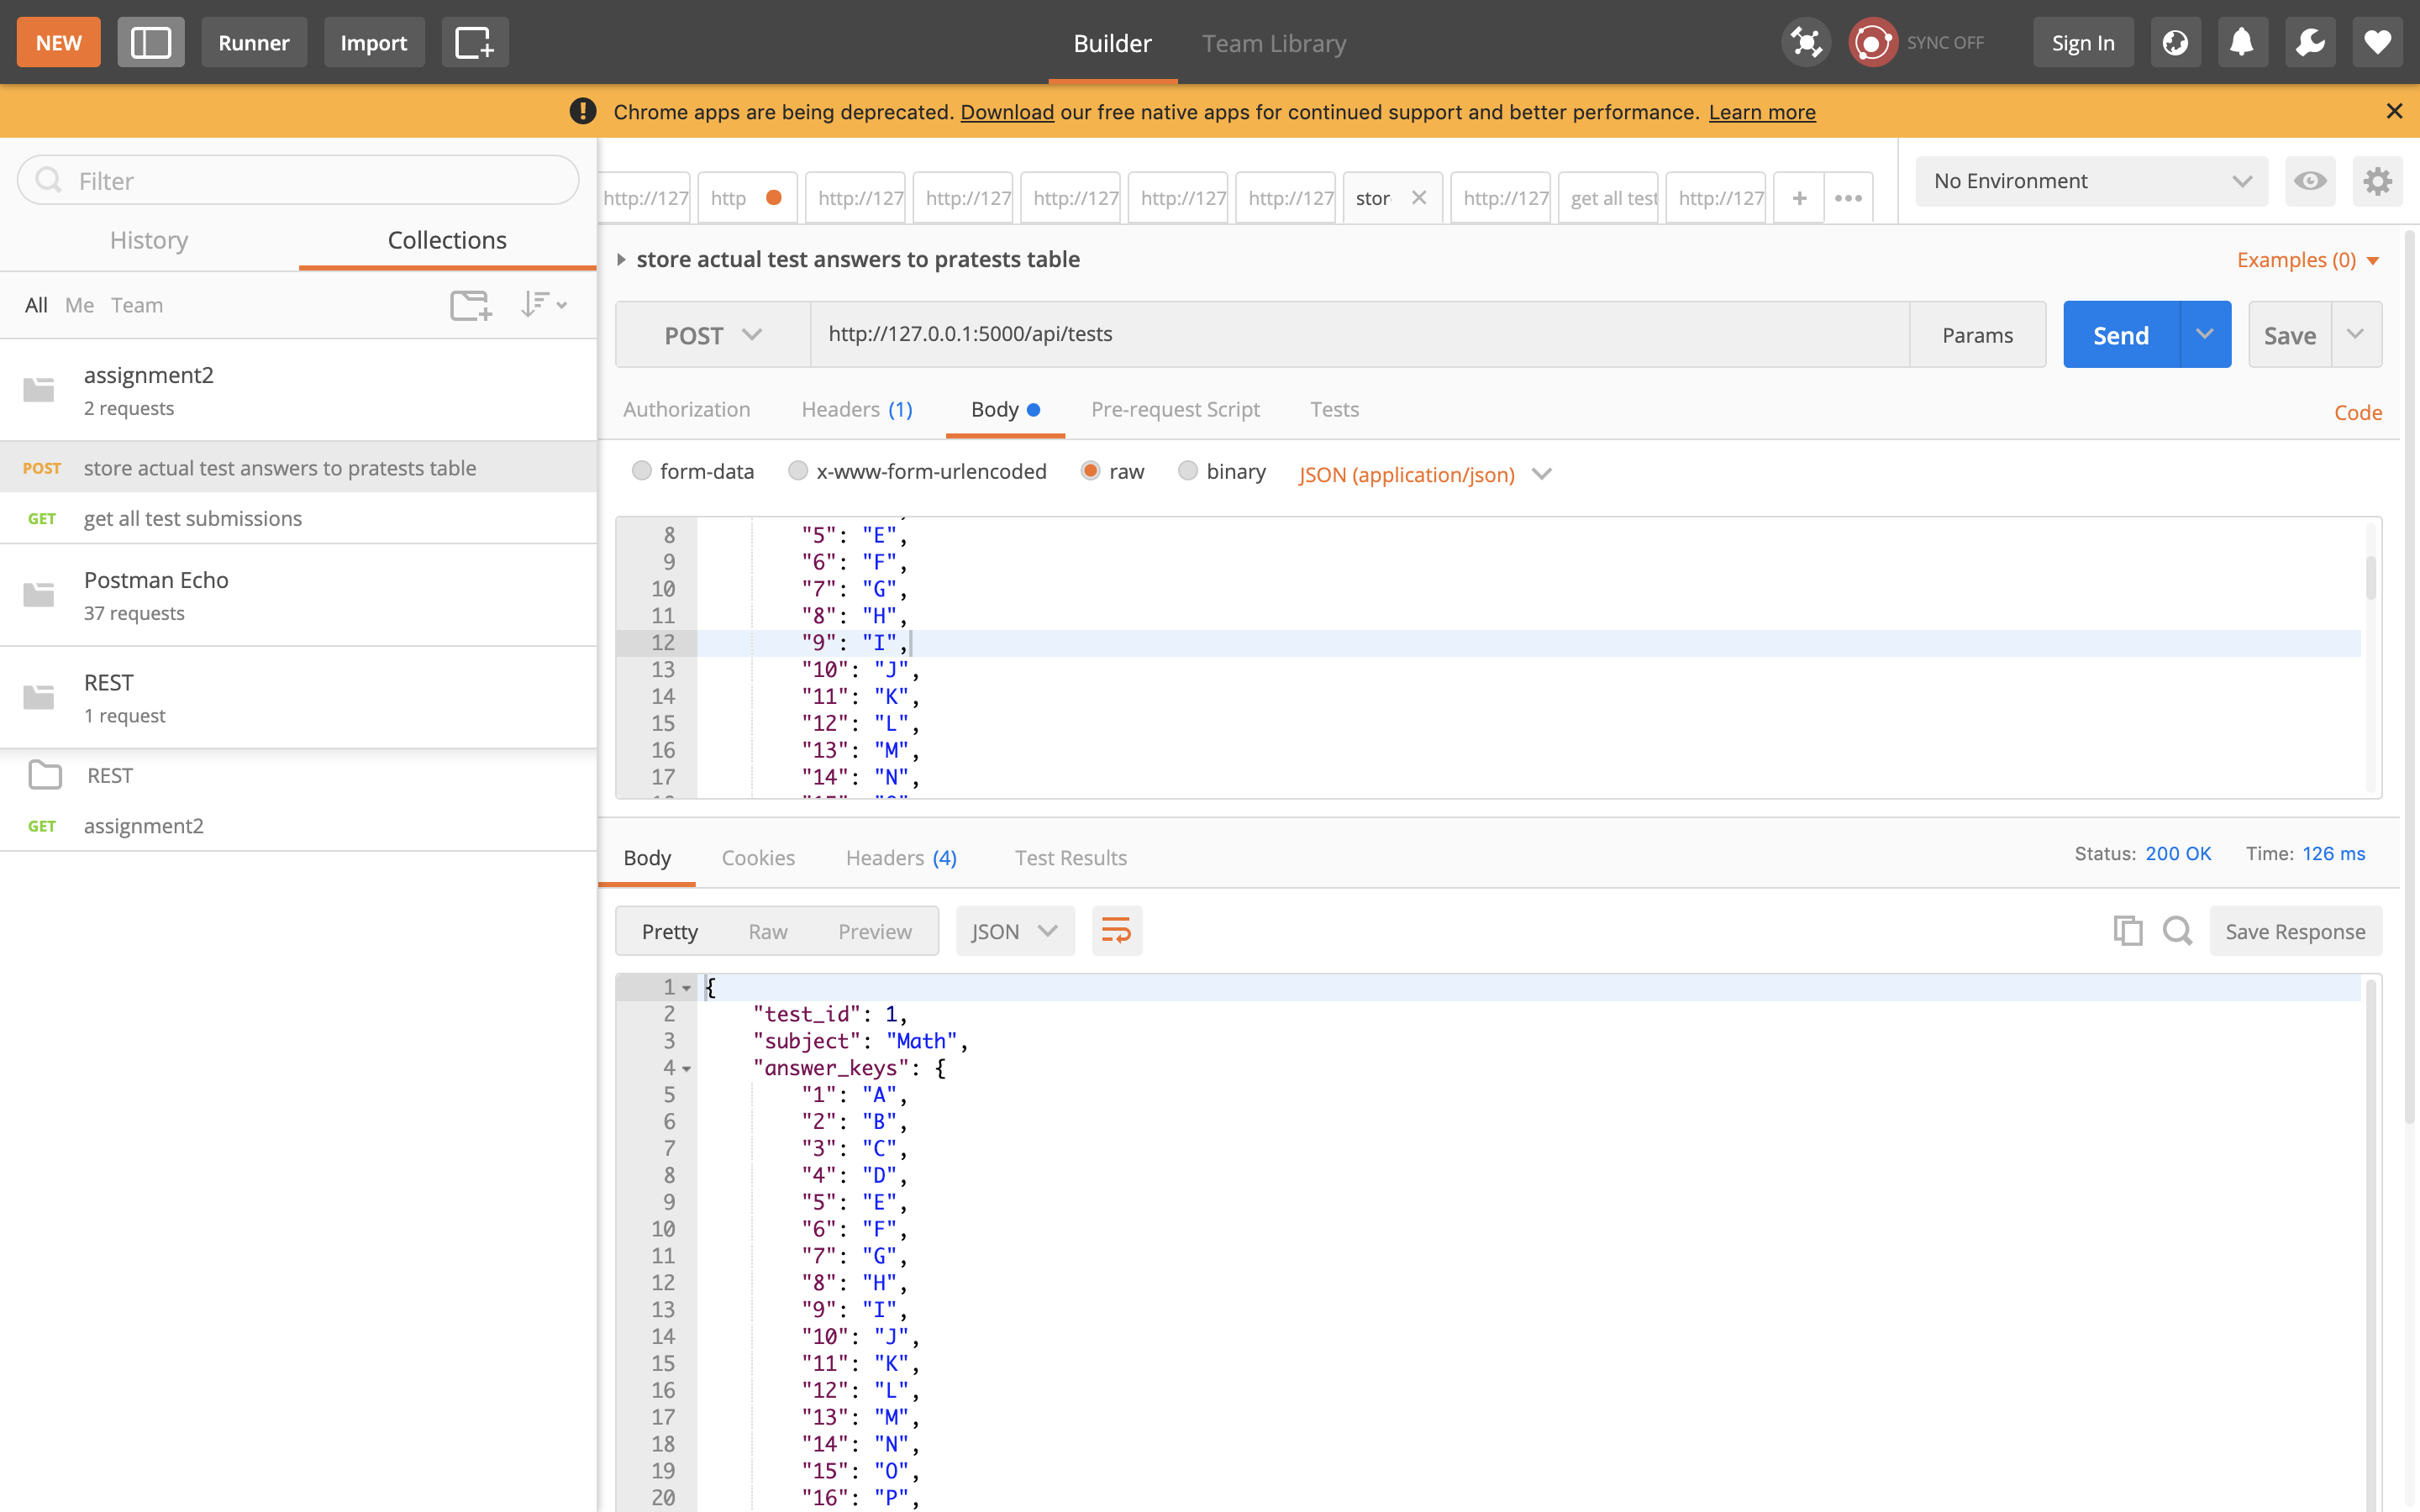 NEW
Runner
Import
Builder
Team Library
SYNC OFF
Sign In
Chrome apps are being deprecated. Download our free native apps for continued support and better performance. Learn more
Filter
History
Collections
All Me Team
assignment2
2 requests
POST store actual test answers to pratests table
GET get all test submissions
Postman Echo
37 requests
REST
1 request
REST
GET assignment2
http://127
http
http://127
http://127
http://127
http://127
http://127
stor
http://127
get all test
http://127
No Environment
store actual test answers to pratests table
Examples (0)
POST
http://127.0.0.1:5000/api/tests
Params
Send
Save
Authorization
Headers (1)
Body
Pre-request Script
Tests
Code
form-data
x-www-form-urlencoded
raw
binary
JSON (application/json)
8 "5": "E",
9 "6": "F",
10 "7": "G",
11 "8": "H",
12 "9": "I",
13 "10": "J",
14 "11": "K",
15 "12": "L",
16 "13": "M",
17 "14": "N",
Body
Cookies
Headers (4)
Test Results
Status: 200 OK
Time: 126 ms
Pretty
Raw
Preview
JSON
Save Response
1 {
2 "test_id": 1,
3 "subject": "Math",
4 "answer_keys": {
5 "1": "A",
6 "2": "B",
7 "3": "C",
8 "4": "D",
9 "5": "E",
10 "6": "F",
11 "7": "G",
12 "8": "H",
13 "9": "I",
14 "10": "J",
15 "11": "K",
16 "12": "L",
17 "13": "M",
18 "14": "N",
19 "15": "O",
20 "16": "P",